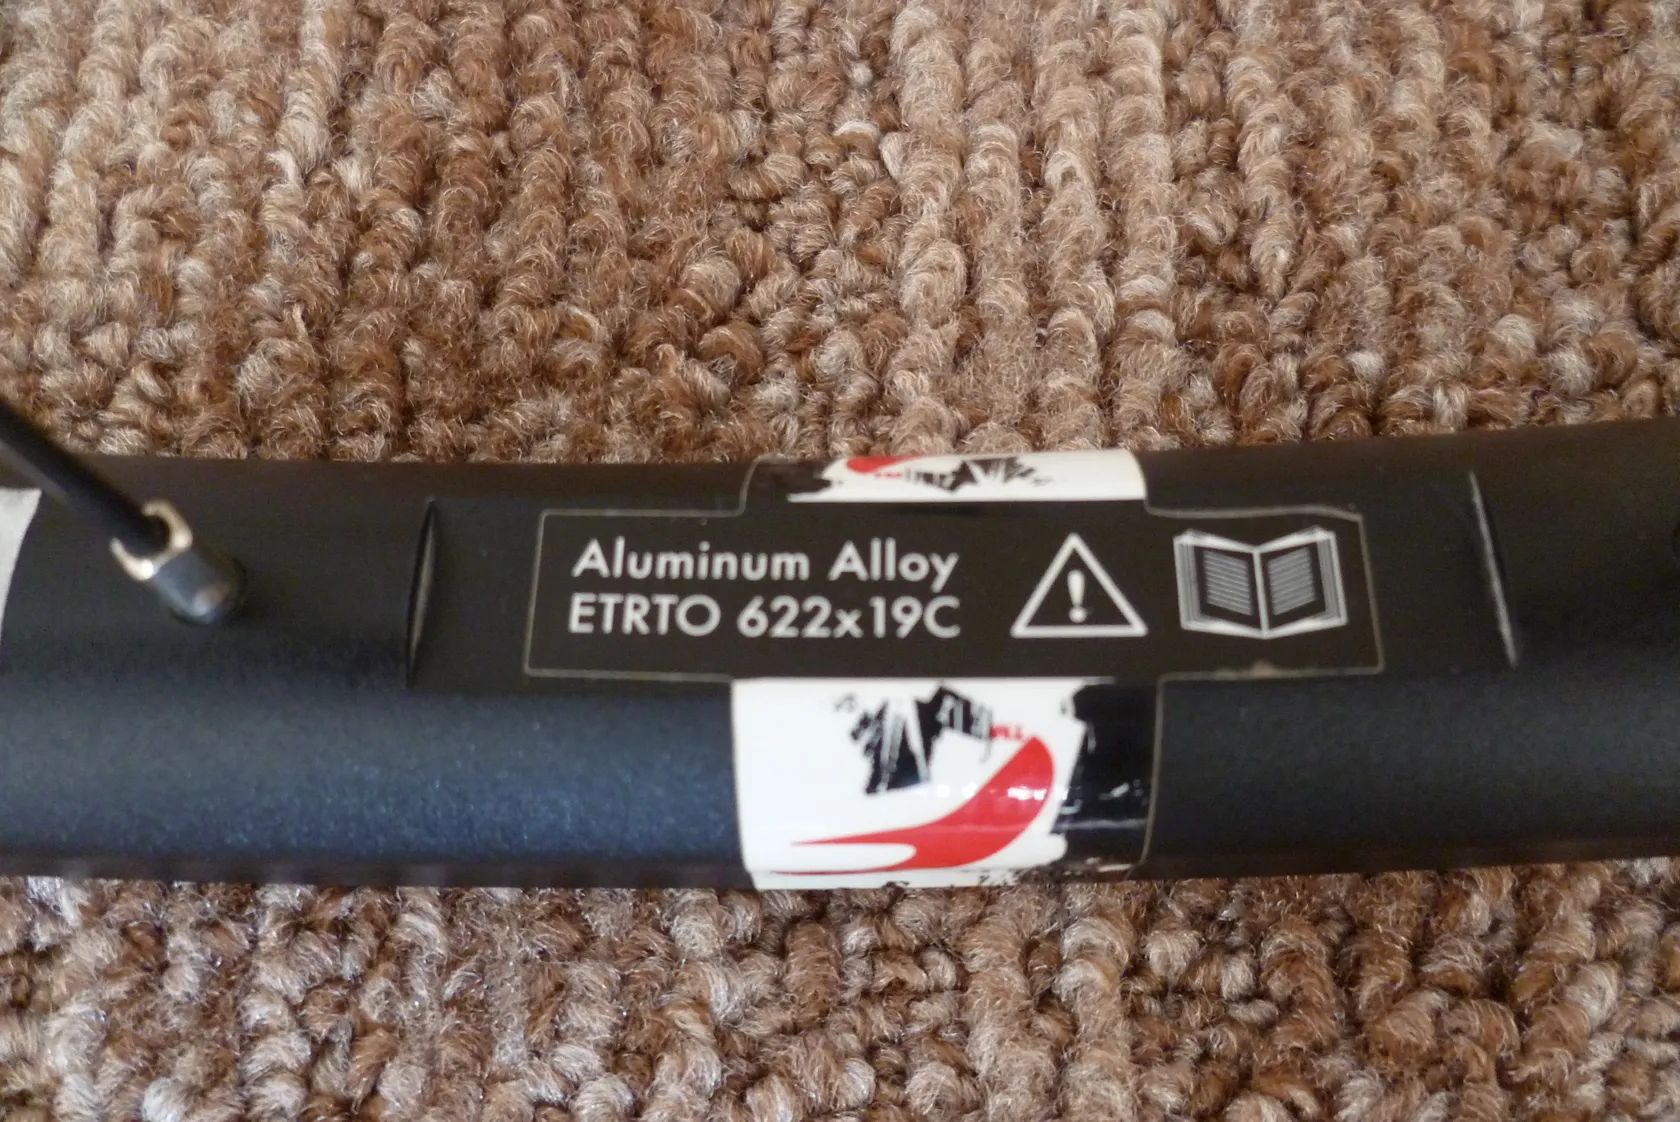 Aluminum Alloy
ETRTO 622x19C